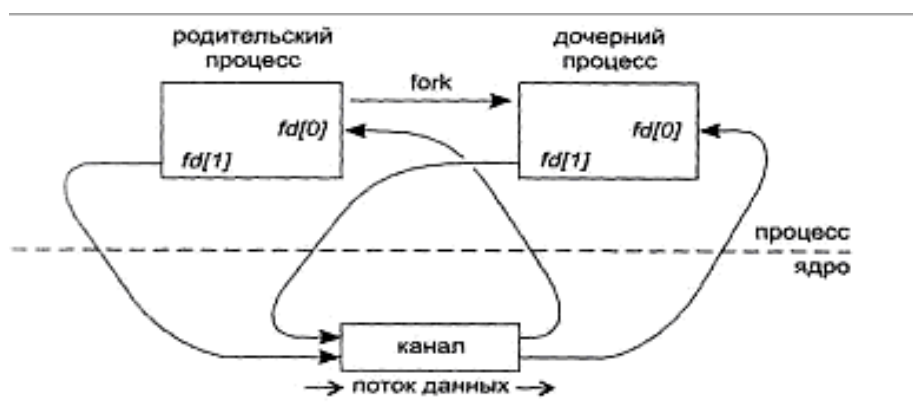 родительский
процесс
дочерний
процесс
fork
fd[0]
fd[1]
fd[0]
fd[1]
процесс
ядро
канал
поток данных